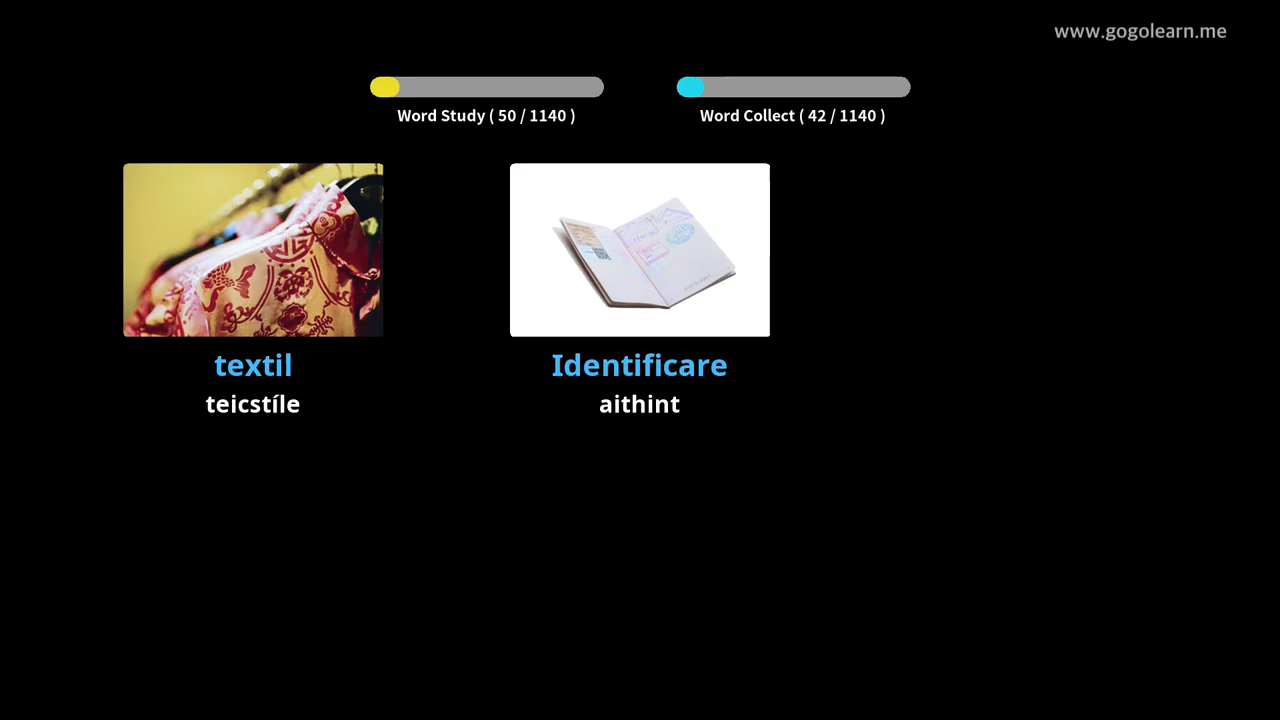 www.gogolearn.me
Word Study ( 50 / 1140 )
Word Collect ( 42 / 1140 )
textil
teicstíle
Identificare
aithint